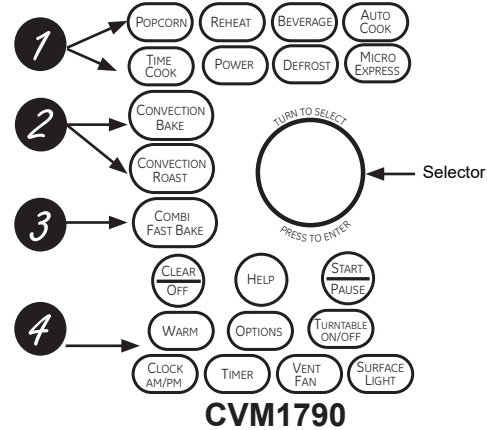 1
POPCORN REHEAT BEVERAGE AUTO COOK
TIME COOK POWER DEFROST MICRO EXPRESS
2
CONVECTION BAKE
CONVECTION ROAST
TURN TO SELECT
PRESS TO ENTER
Selector
3
COMBI FAST BAKE
CLEAR OFF HELP START PAUSE
4
WARM OPTIONS TURNTABLE ON/OFF
CLOCK AM/PM TIMER VENT FAN SURFACE LIGHT
CVM1790